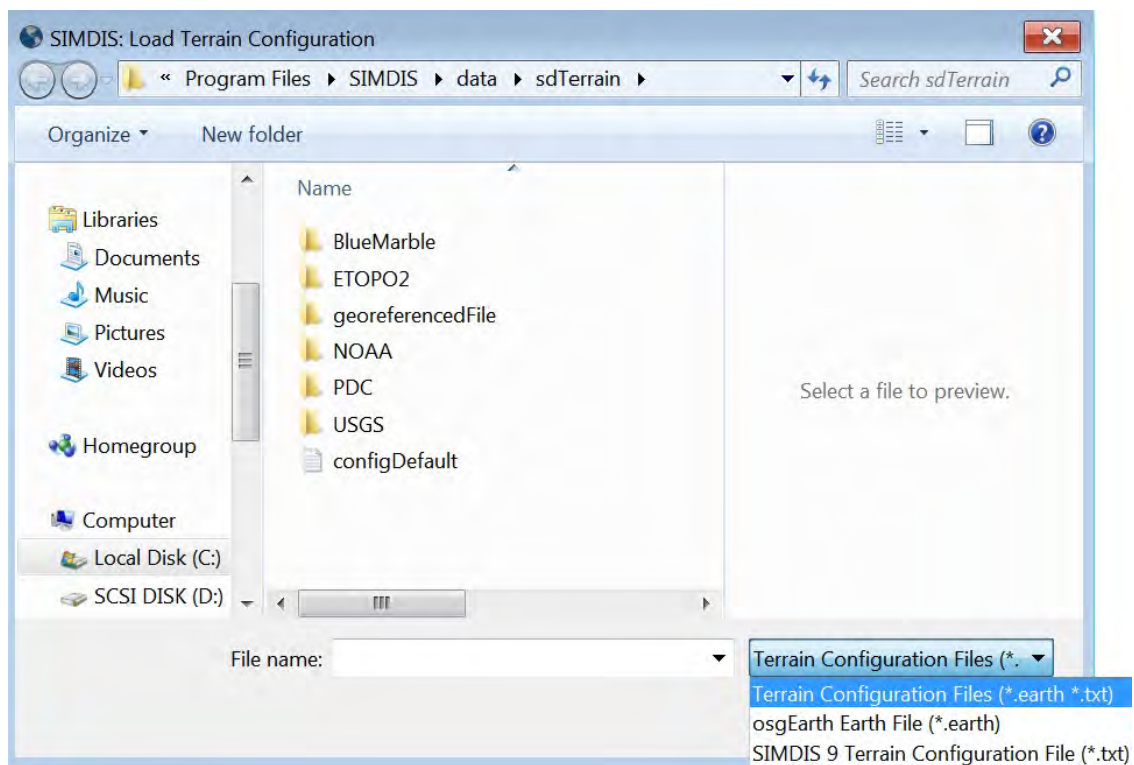 SIMDIS: Load Terrain Configuration
« Program Files SIMDIS data sdTerrain
Search sdTerrain
Organize New folder
Name
Libraries
Documents
Music
Pictures
Videos
Homegroup
Computer
Local Disk (C:)
SCSI DISK (D:)
BlueMarble
ETOPO2
georeferencedFile
NOAA
PDC
USGS
configDefault
Select a file to preview.
File name:
Terrain Configuration Files (*.
Terrain Configuration Files (*.earth *.txt)
osgEarth Earth File (*.earth)
SIMDIS 9 Terrain Configuration File (*.txt)